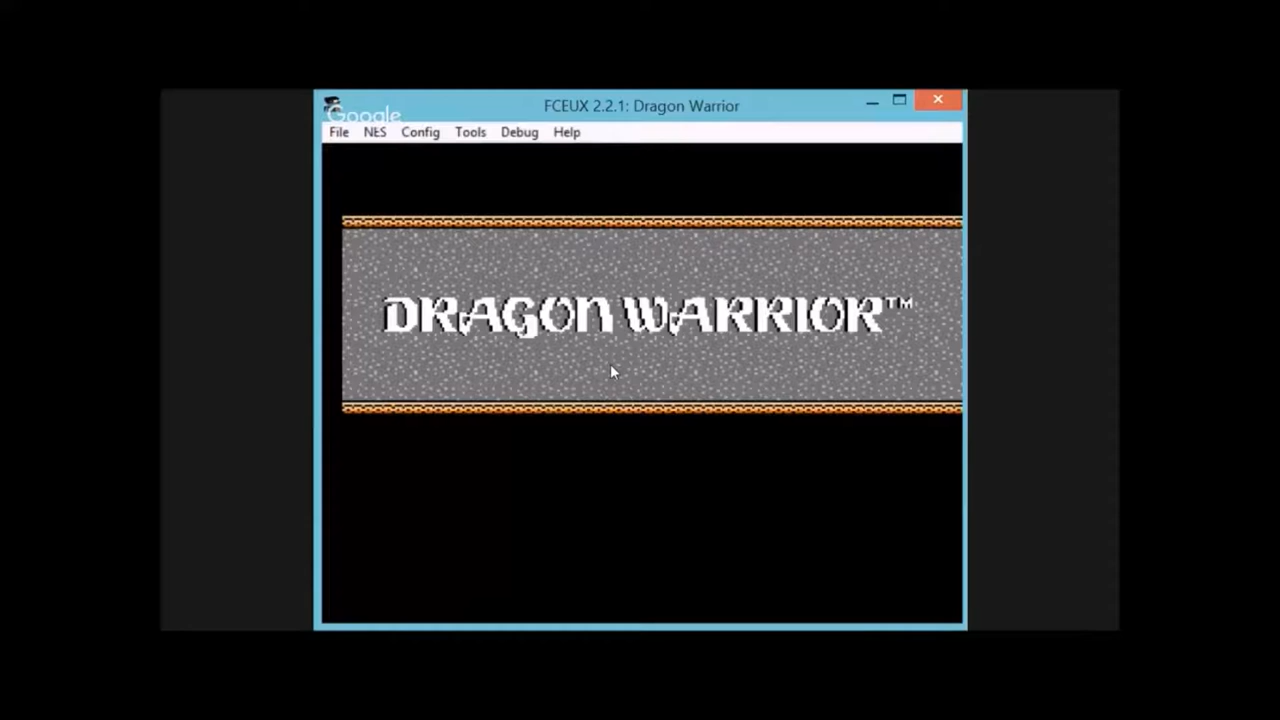 FCEUX 2.2.1: Dragon Warrior
Google
File NES Config Tools Debug Help
DRAGON WARRIOR™